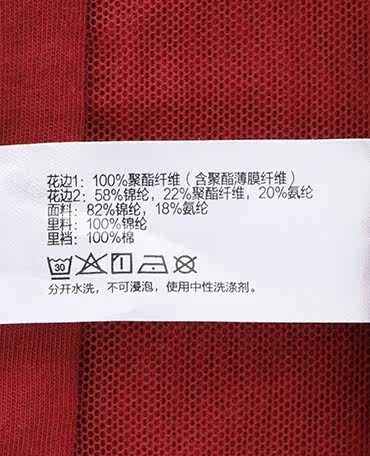 花边1：100%聚酯纤维（含聚酯薄膜纤维）
花边2：58%锦纶，22%聚酯纤维，20%氨纶
面料：82%锦纶，18%氨纶
里料：100%锦纶
里裆：100%棉
30
分开水洗，不可浸泡，使用中性洗涤剂。